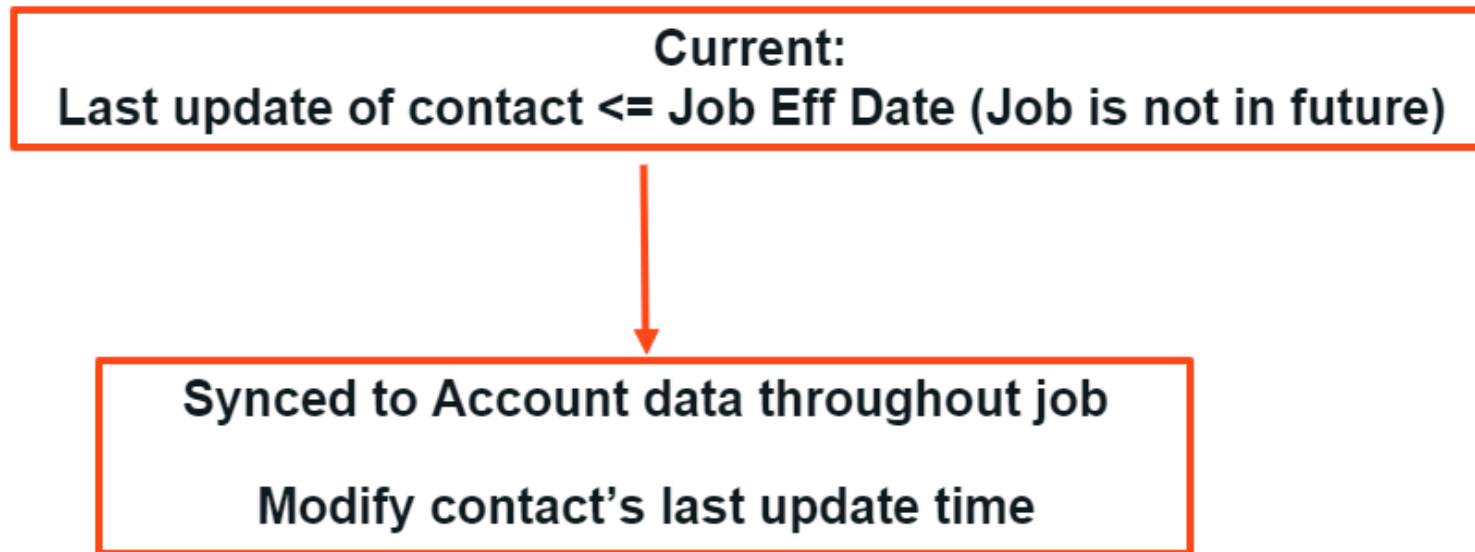 Current:
Last update of contact <= Job Eff Date (Job is not in future)
Synced to Account data throughout job
Modify contact’s last update time